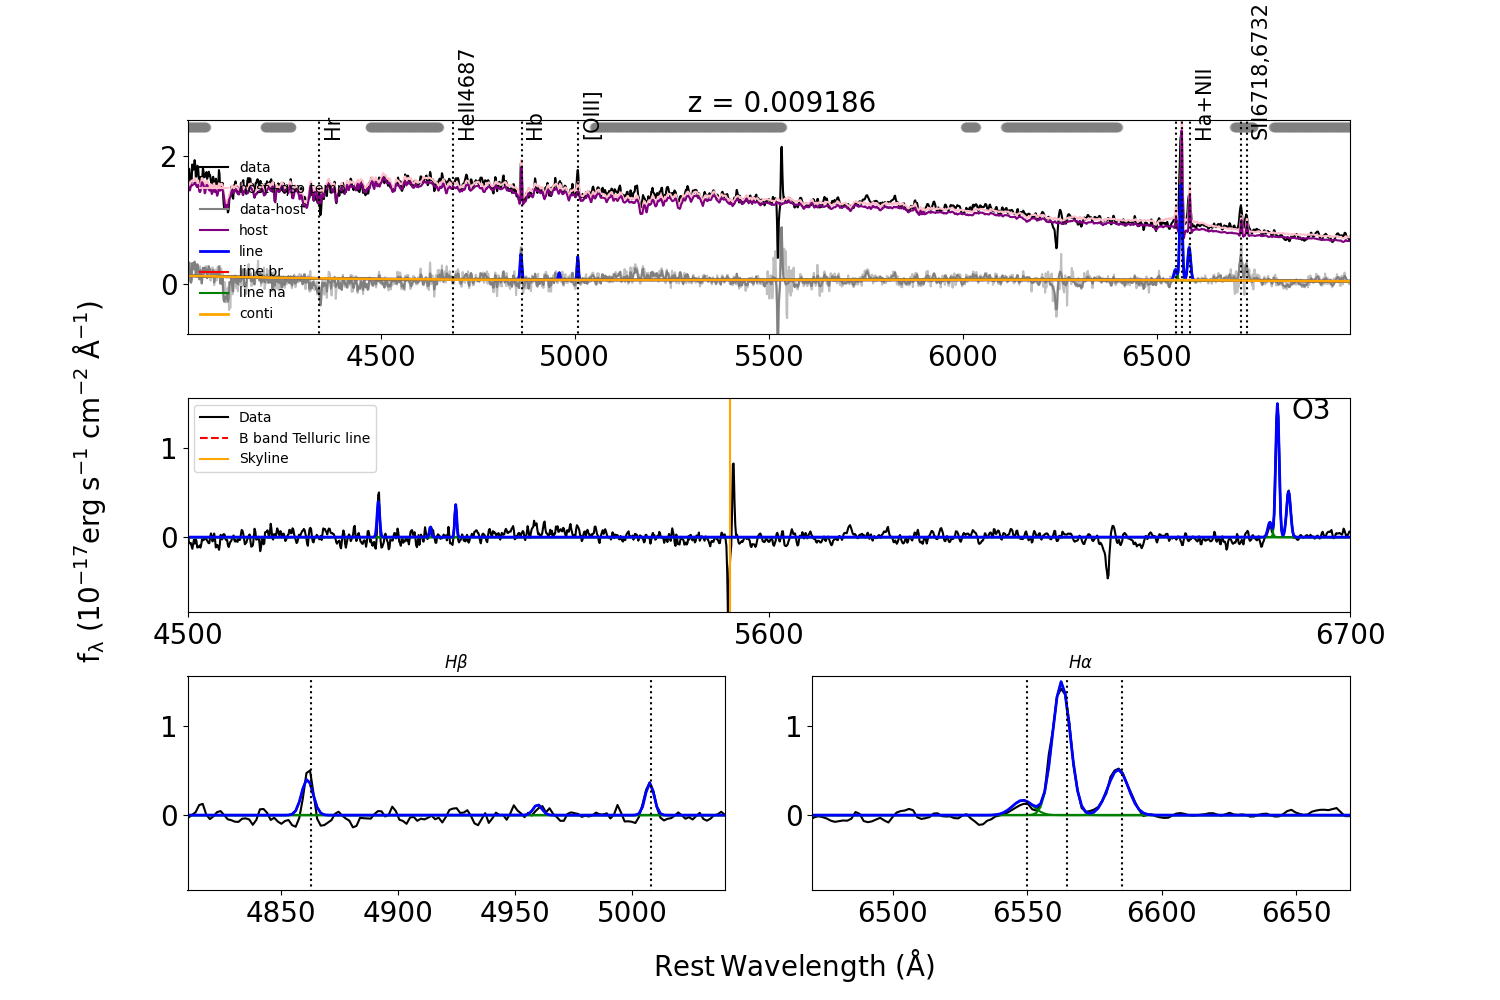 z = 0.009186
Hr
HeII4687
Hb
[OIII]
Ha+NII
SII6718,6732
2
0
data
host+qso temp
data-host
host
line
line br
line na
conti
4500 5000 5500 6000 6500
fλ (10⁻¹⁷erg s⁻¹ cm⁻² Å⁻¹)
1
0
Data
B band Telluric line
Skyline
O3
4500 5600 6700
Hβ
1
0
4850 4900 4950 5000
Hα
1
0
6500 6550 6600 6650
Rest Wavelength (Å)